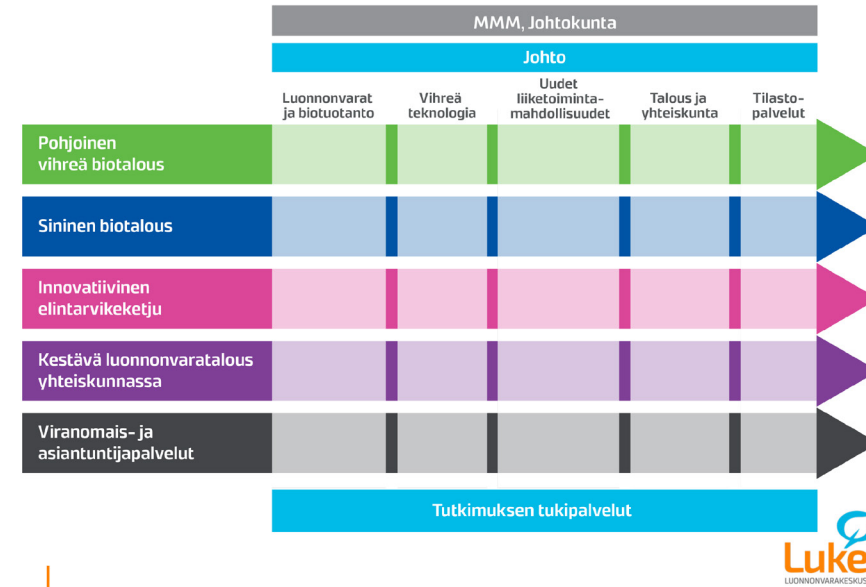 MMM, Johtokunta
Johto
Luonnonvarat
ja biotuotanto
Vihreä
teknologia
Uudet
liiketoiminta-
mahdollisuudet
Talous ja
yhteiskunta
Tilasto-
palvelut
Pohjoinen
vihreä biotalous
Sininen biotalous
Innovatiivinen
elintarvikeketju
Kestävä luonnonvaratalous
yhteiskunnassa
Viranomais- ja
asiantuntijapalvelut
Tutkimuksen tukipalvelut
Luke
LUONNONVARAKESKUS